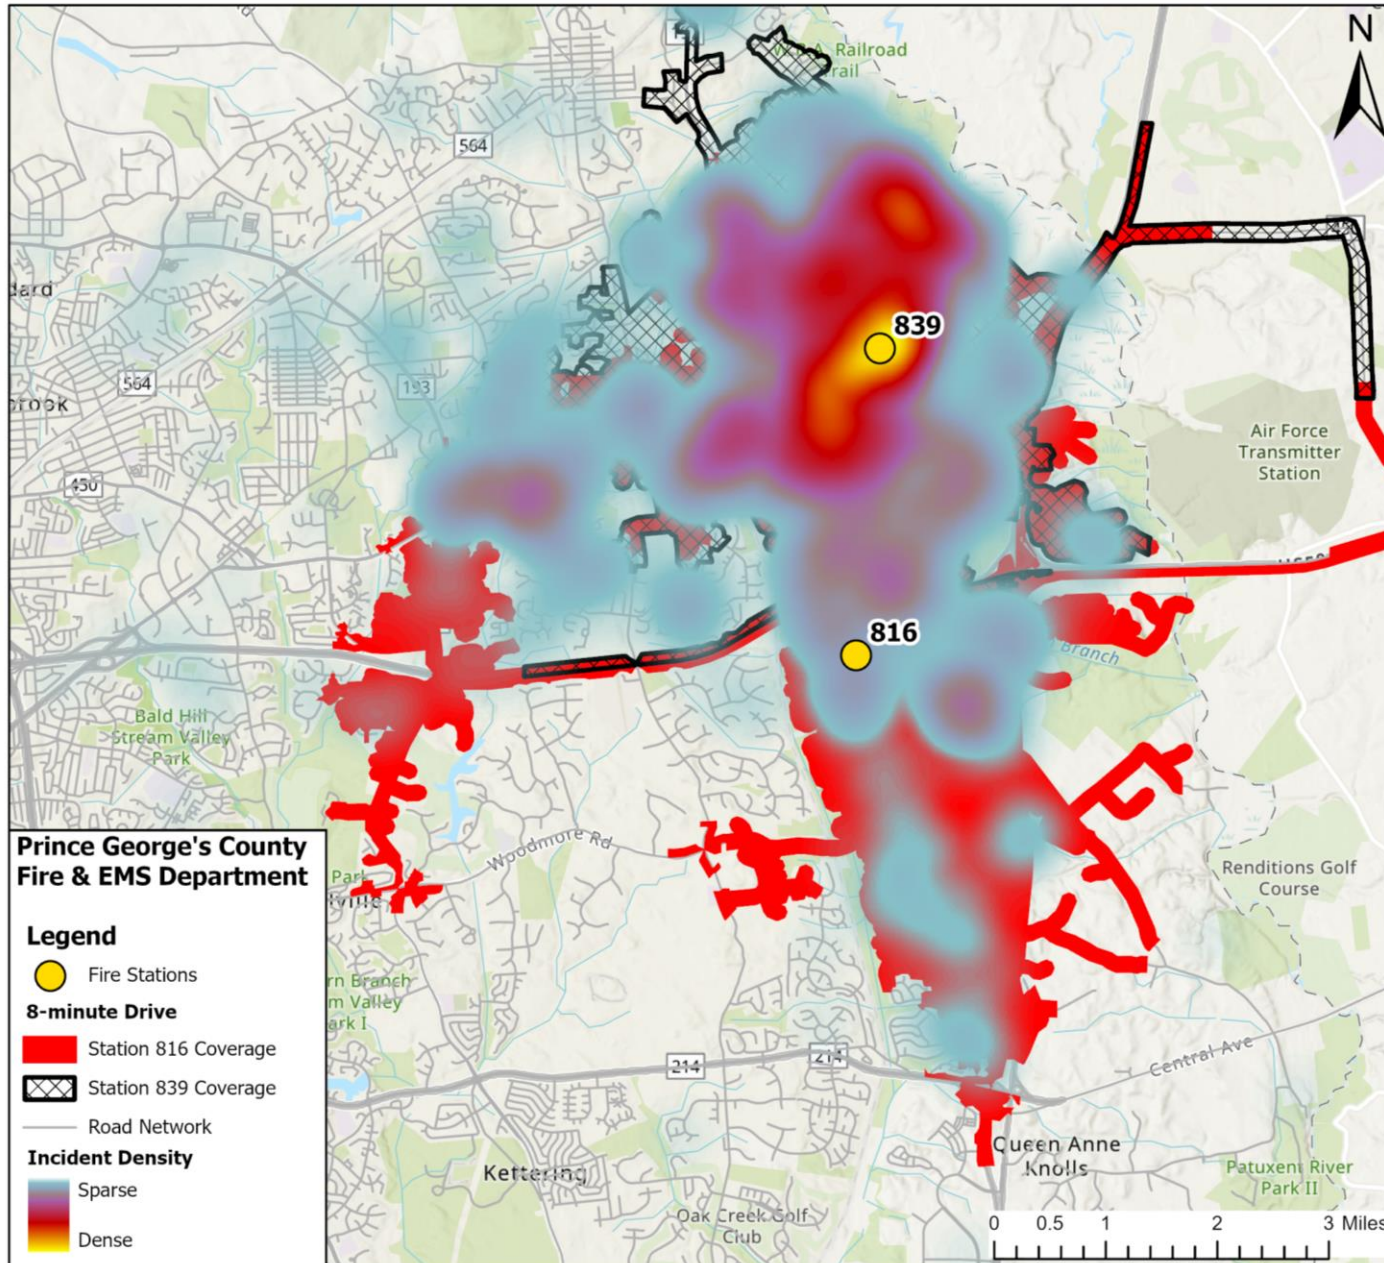 W.B.A. Railroad
Trail
N
564
839
193
564
450
Air Force
Transmitter
Station
816
Branch
Bald Hill
Stream Valley
Park
Woodmore Rd
Renditions Golf
Course
214
214
Central Ave
Queen Anne
Knolls
Kettering
Patuxent River
Park II
Oak Creek Golf
Club
Prince George's County
Fire & EMS Department
Legend
Fire Stations
8-minute Drive
Station 816 Coverage
Station 839 Coverage
Road Network
Incident Density
Sparse
Dense
0 0.5 1 2 3 Miles